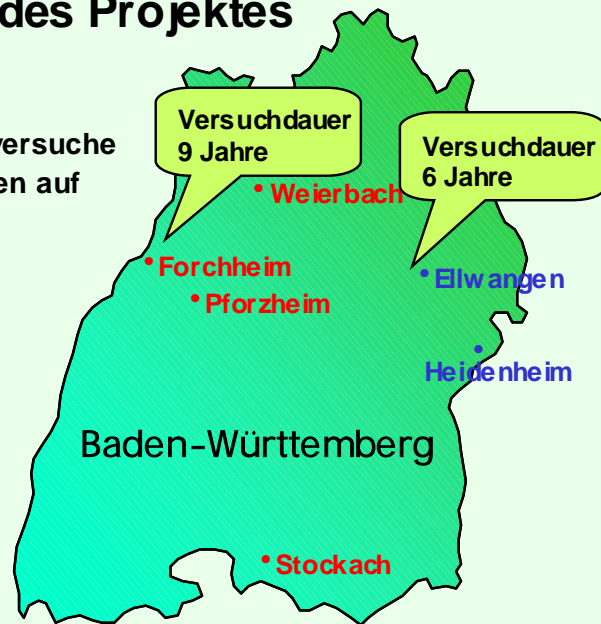 des Projektes
versuche
en auf
Versuchdauer
9 Jahre
Versuchdauer
6 Jahre
Weierbach
Forchheim
Pforzheim
Ellwangen
Heidenheim
Baden-Württemberg
Stockach